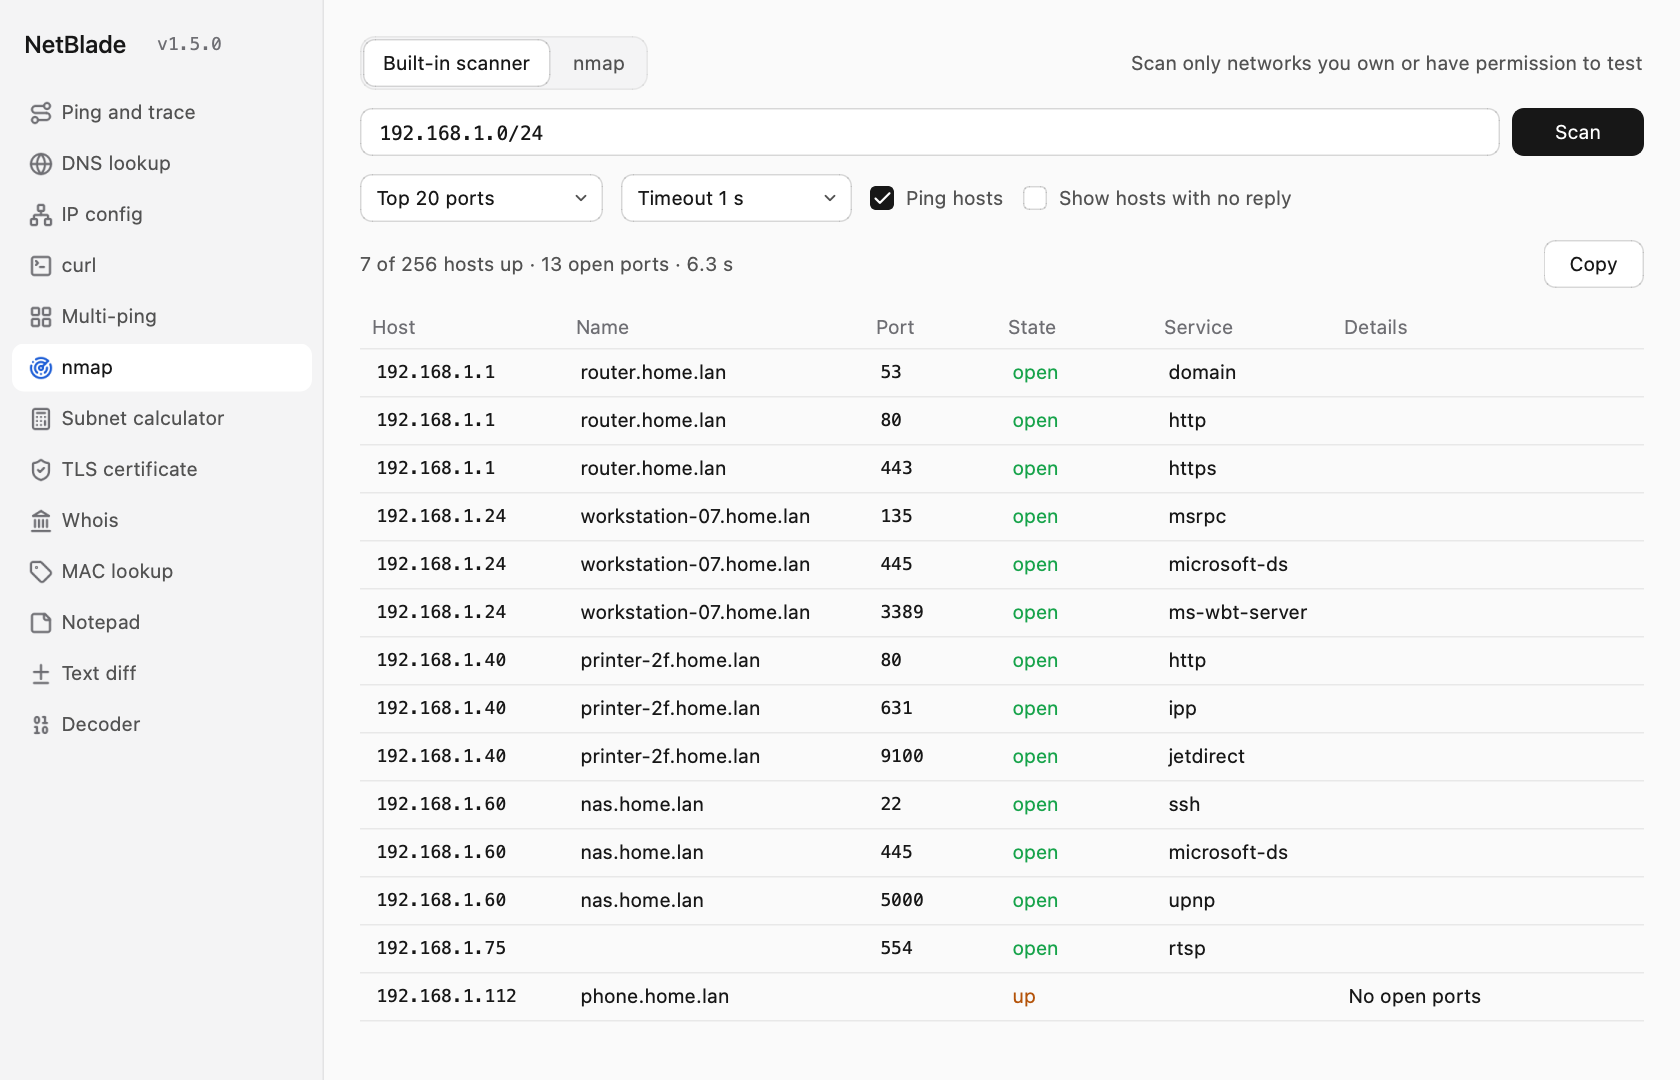 NetBlade v1.5.0
Ping and trace
DNS lookup
IP config
curl
Multi-ping
nmap
Subnet calculator
TLS certificate
Whois
MAC lookup
Notepad
Text diff
Decoder
Built-in scanner nmap Scan only networks you own or have permission to test
192.168.1.0/24 Scan
Top 20 ports Timeout 1 s Ping hosts Show hosts with no reply
7 of 256 hosts up · 13 open ports · 6.3 s Copy
Host Name Port State Service Details
192.168.1.1 router.home.lan 53 open domain
192.168.1.1 router.home.lan 80 open http
192.168.1.1 router.home.lan 443 open https
192.168.1.24 workstation-07.home.lan 135 open msrpc
192.168.1.24 workstation-07.home.lan 445 open microsoft-ds
192.168.1.24 workstation-07.home.lan 3389 open ms-wbt-server
192.168.1.40 printer-2f.home.lan 80 open http
192.168.1.40 printer-2f.home.lan 631 open ipp
192.168.1.40 printer-2f.home.lan 9100 open jetdirect
192.168.1.60 nas.home.lan 22 open ssh
192.168.1.60 nas.home.lan 445 open microsoft-ds
192.168.1.60 nas.home.lan 5000 open upnp
192.168.1.75 554 open rtsp
192.168.1.112 phone.home.lan up No open ports